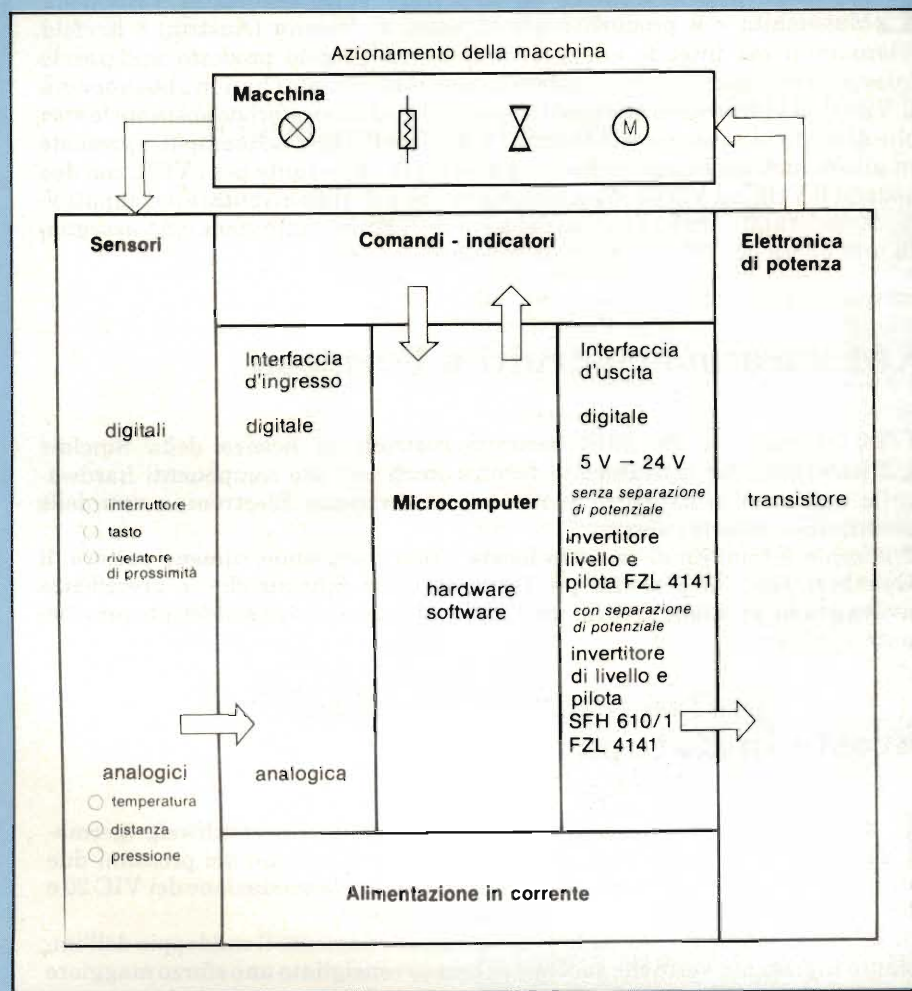 Azionamento della macchina
Macchina
M
Sensori
digitali
interruttore
tasto
rivelatore
di prossimità
analogici
temperatura
distanza
pressione
Comandi - indicatori
Interfaccia
d'ingresso
digitale
analogica
Microcomputer
hardware
software
Interfaccia
d'uscita
digitale
5 V - 24 V
senza separazione
di potenziale
invertitore
livello e
pilota FZL 4141
con separazione
di potenziale
invertitore
di livello e
pilota
SFH 610/1
FZL 4141
Elettronica
di potenza
transistore
Alimentazione in corrente